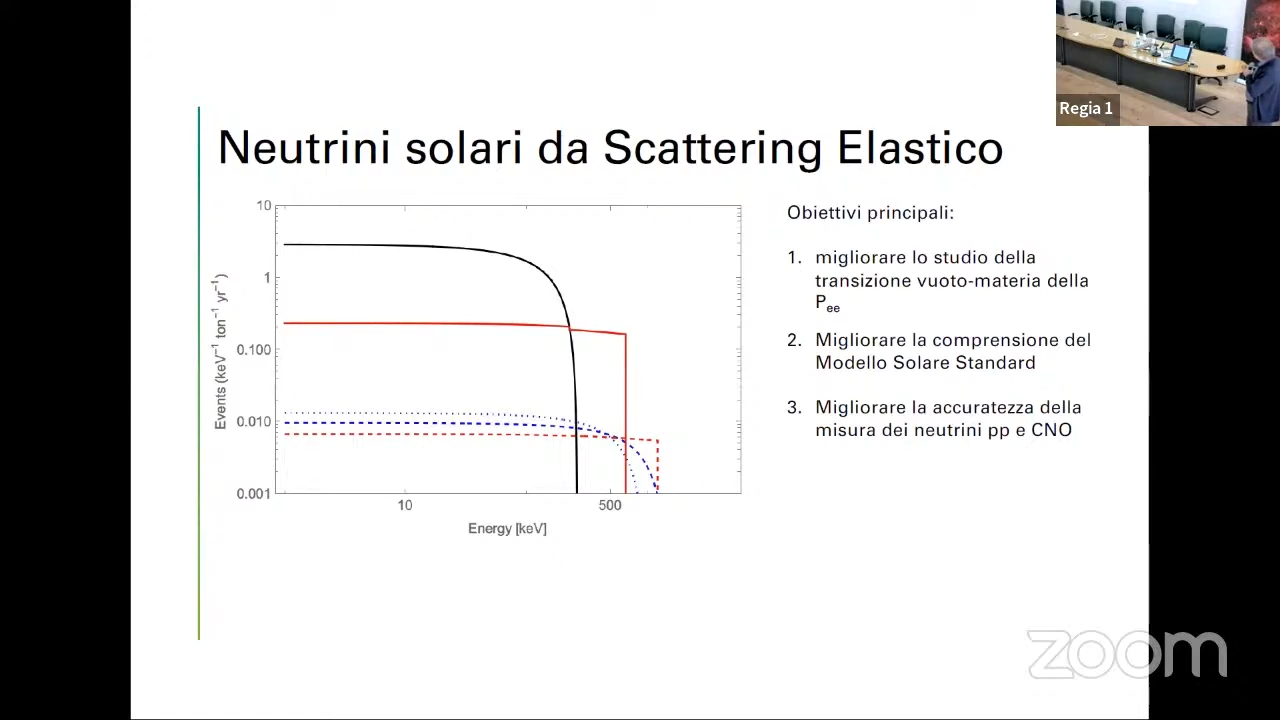 Regia 1
Neutrini solari da Scattering Elastico
10
1
0.100
0.010
0.001
Events (keV⁻¹ ton⁻¹ yr⁻¹)
10
500
Energy [keV]
Obiettivi principali:
1. migliorare lo studio della
transizione vuoto-materia della
Pee
2. Migliorare la comprensione del
Modello Solare Standard
3. Migliorare la accuratezza della
misura dei neutrini pp e CNO
zoom